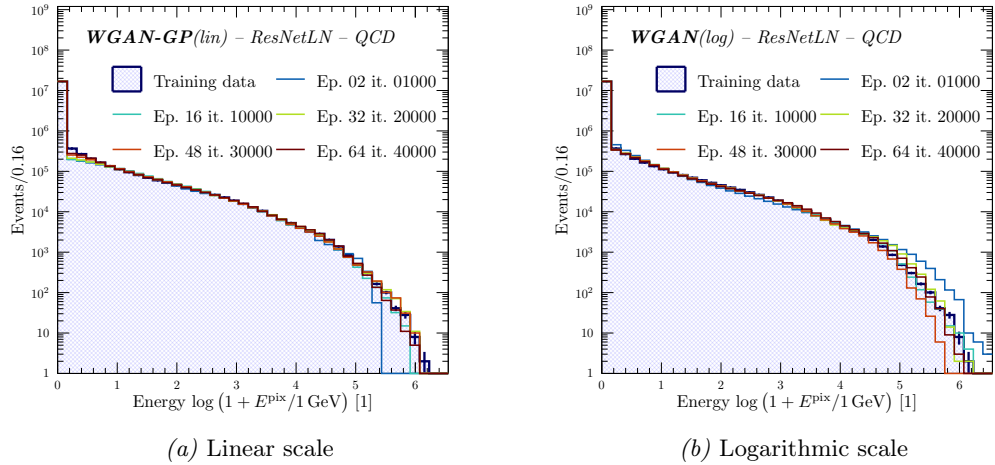 WGAN-GP(lin) – ResNetLN – QCD
Training data
Ep. 02 it. 01000
Ep. 16 it. 10000
Ep. 32 it. 20000
Ep. 48 it. 30000
Ep. 64 it. 40000
Events/0.16
10⁹
10⁸
10⁷
10⁶
10⁵
10⁴
10³
10²
10
1
0 1 2 3 4 5 6
Energy log (1 + Eᵖⁱˣ/1 GeV) [1]
(a) Linear scale
WGAN(log) – ResNetLN – QCD
Training data
Ep. 02 it. 01000
Ep. 16 it. 10000
Ep. 32 it. 20000
Ep. 48 it. 30000
Ep. 64 it. 40000
Events/0.16
10⁹
10⁸
10⁷
10⁶
10⁵
10⁴
10³
10²
10
1
0 1 2 3 4 5 6
Energy log (1 + Eᵖⁱˣ/1 GeV) [1]
(b) Logarithmic scale